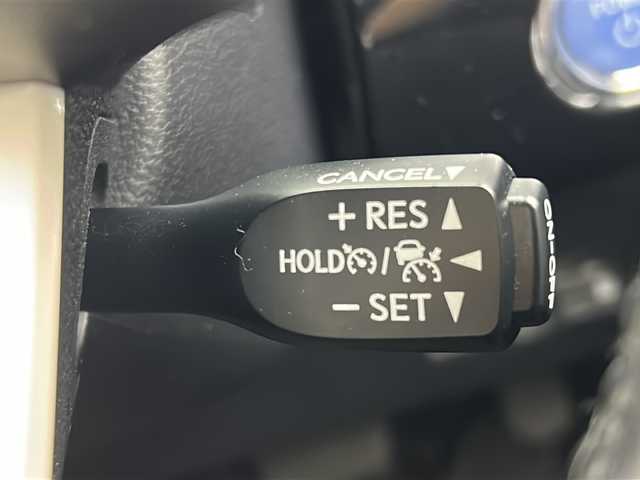 CANCEL▼
+ RES ▲
HOLD / ◀
− SET ▼
ON-OFF